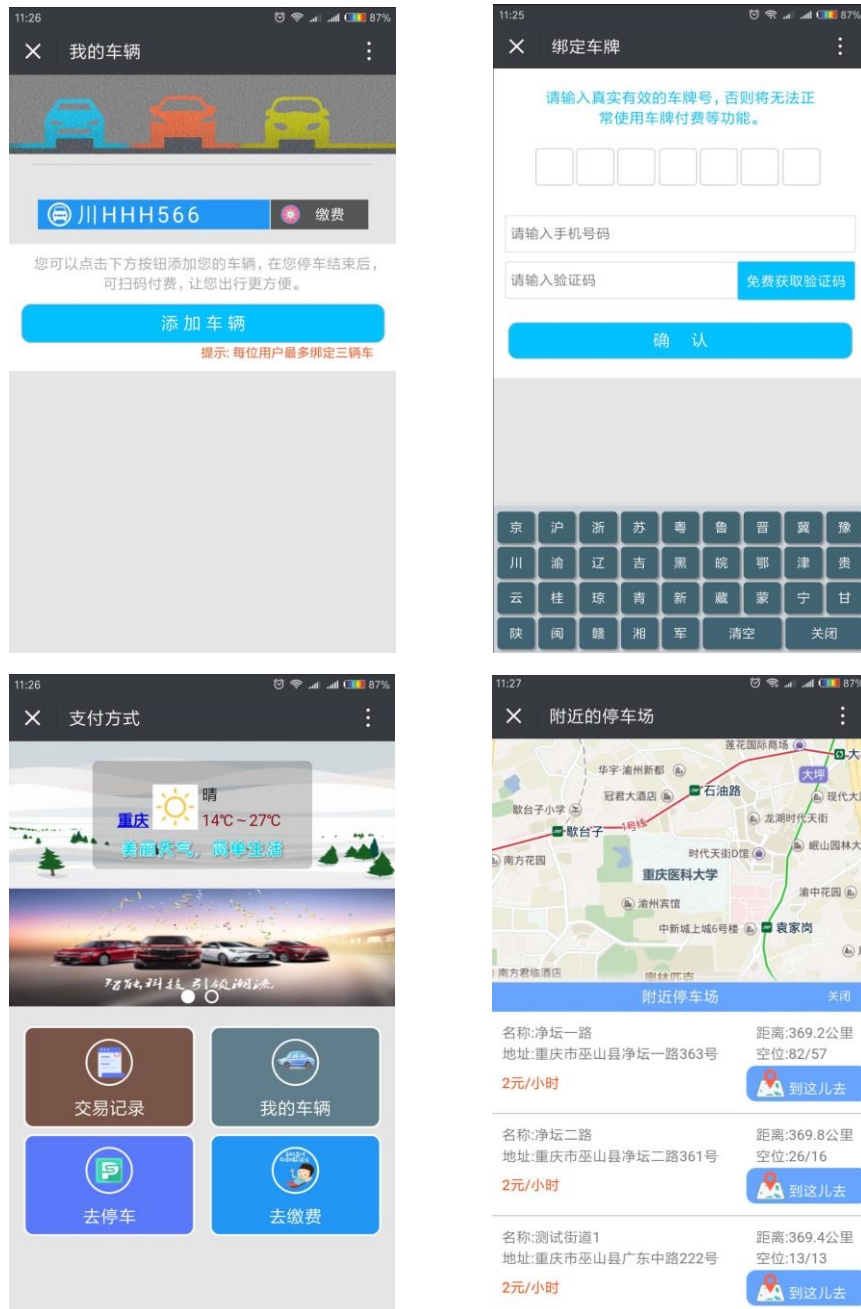 11:26
87%
我的车辆
川HHH566
缴费
您可以点击下方按钮添加您的车辆，在您停车结束后，
可扫码付费，让您出行更方便。
添加车辆
提示: 每位用户最多绑定三辆车
11:25
87%
绑定车牌
请输入真实有效的车牌号，否则将无法正
常使用车牌付费等功能。
请输入手机号码
请输入验证码
免费获取验证码
确 认
京 沪 浙 苏 粤 鲁 晋 冀 豫
川 渝 辽 吉 黑 皖 鄂 津 贵
云 桂 琼 青 新 藏 蒙 宁 甘
陕 闽 赣 湘 军 清空 关闭
11:26
87%
支付方式
晴
重庆
14℃～27℃
美丽天气，简单生活
智能科技 引领潮流
交易记录
我的车辆
去停车
去缴费
11:27
87%
附近的停车场
莲花国际商场
华宇·渝州新都
大坪
冠君大酒店
石油路
现代大
歇台子小学
1号线
龙湖时代天街
歇台子
时代天街D馆
岷山园林大
南方花园
重庆医科大学
渝中花园
渝州宾馆
中新城上城6号楼
袁家岗
南方君临酒店
奥林匹克
附近停车场
关闭
名称:净坛一路
距离:369.2公里
地址:重庆市巫山县净坛一路363号
空位:82/57
2元/小时
到这儿去
名称:净坛二路
距离:369.8公里
地址:重庆市巫山县净坛二路361号
空位:26/16
2元/小时
到这儿去
名称:测试街道1
距离:369.4公里
地址:重庆市巫山县广东中路222号
空位:13/13
2元/小时
到这儿去